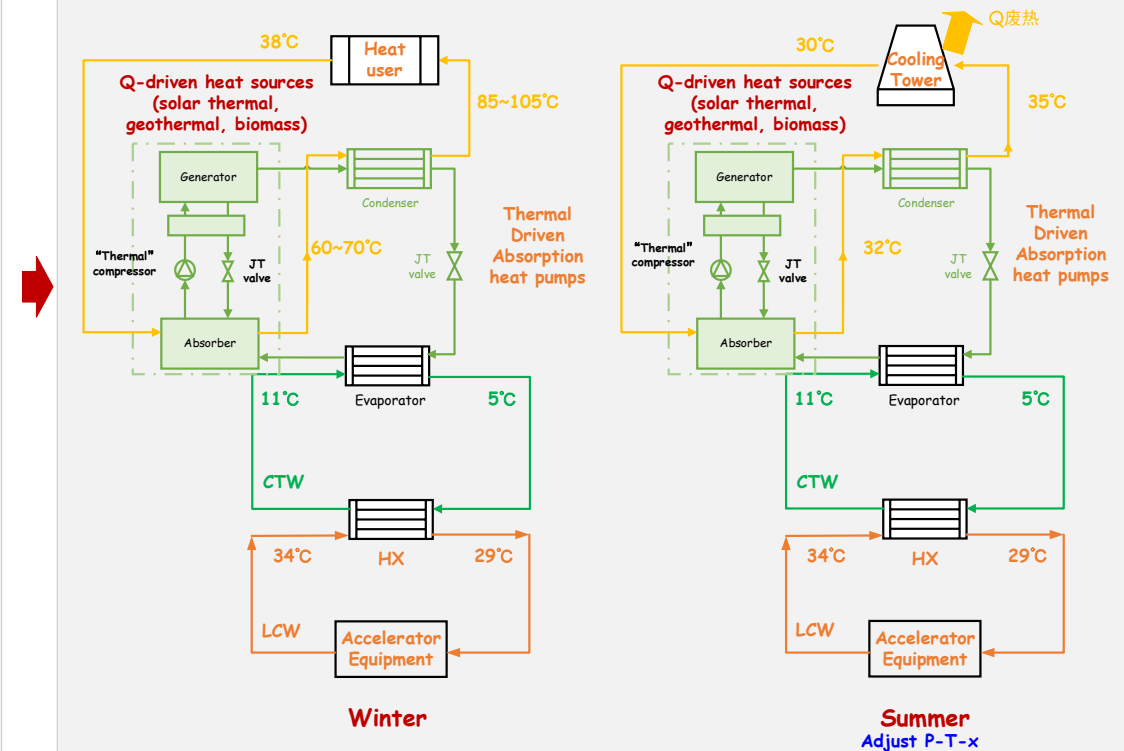 38℃
Heat
user
Q-driven heat sources
(solar thermal,
geothermal, biomass)
85~105℃
Generator
Condenser
"Thermal"
compressor
60~70℃
JT
valve
JT
valve
Thermal
Driven
Absorption
heat pumps
Absorber
Evaporator
11℃
5℃
CTW
34℃
HX
29℃
LCW
Accelerator
Equipment
Winter
Q废热
30℃
Cooling
Tower
Q-driven heat sources
(solar thermal,
geothermal, biomass)
35℃
Generator
Condenser
"Thermal"
compressor
32℃
JT
valve
JT
valve
Thermal
Driven
Absorption
heat pumps
Absorber
Evaporator
11℃
5℃
CTW
34℃
HX
29℃
LCW
Accelerator
Equipment
Summer
Adjust P-T-x